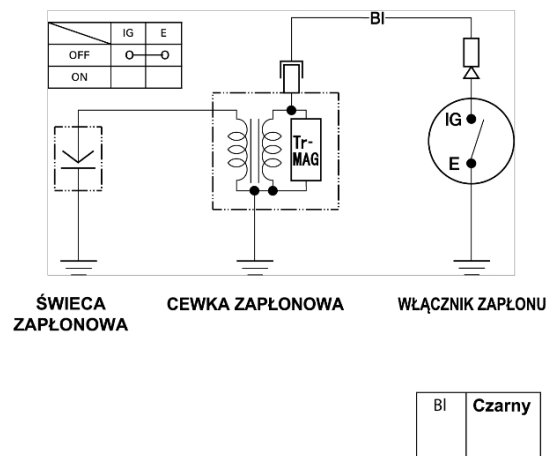 IG E
OFF O O
ON
Bl
Tr-
MAG
IG
E
ŚWIECA
ZAPŁONOWA
CEWKA ZAPŁONOWA
WŁĄCZNIK ZAPŁONU
Bl Czarny